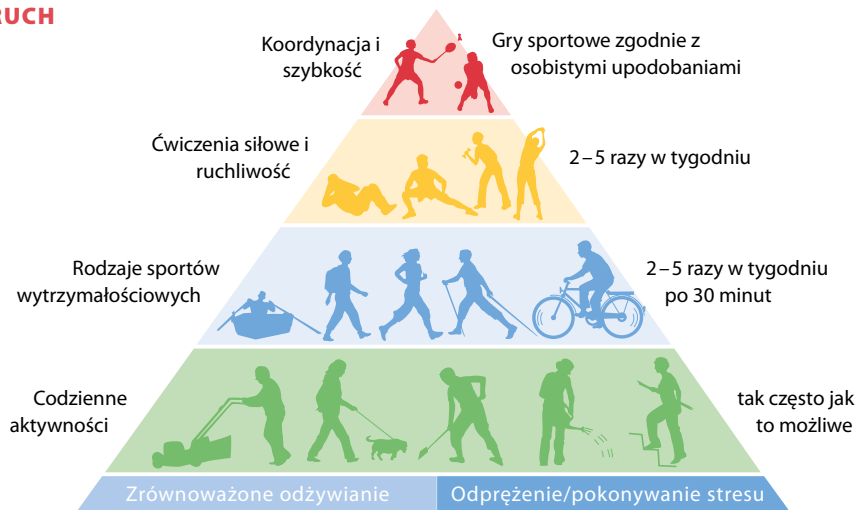 RUCH
Koordynacja i
szybkość
Gry sportowe zgodnie z
osobistymi upodobaniami
Ćwiczenia siłowe i
ruchliwość
2–5 razy w tygodniu
Rodzaje sportów
wytrzymałościowych
2–5 razy w tygodniu
po 30 minut
Codzienne
aktywności
tak często jak
to możliwe
Zrównoważone odżywianie
Odprężenie/pokonywanie stresu